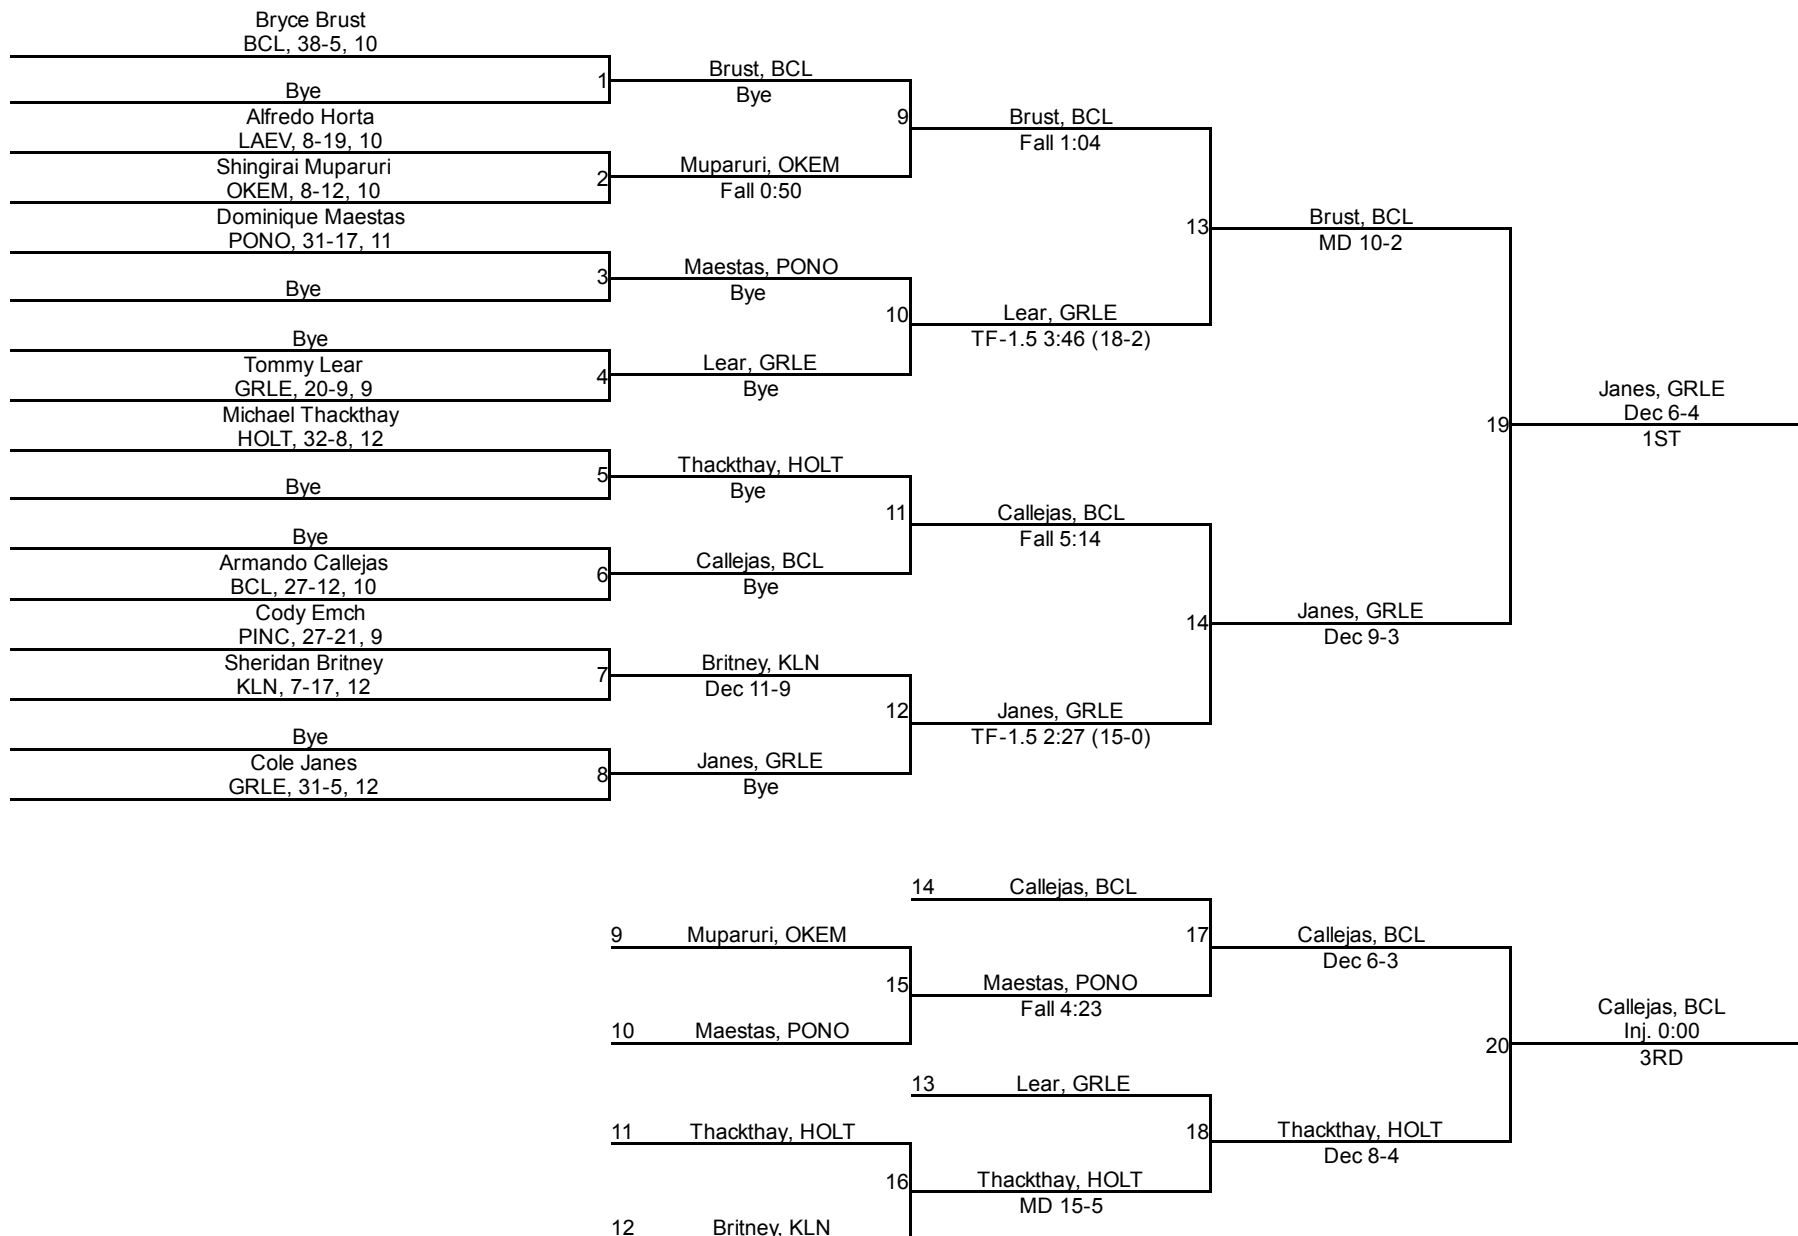 Bryce Brust
BCL, 38-5, 10
Bye
1
Alfredo Horta
LAEV, 8-19, 10
Shingirai Muparuri
OKEM, 8-12, 10
2
Dominique Maestas
PONO, 31-17, 11
Bye
3
Bye
Tommy Lear
GRLE, 20-9, 9
4
Michael Thackthay
HOLT, 32-8, 12
Bye
5
Bye
Armando Callejas
BCL, 27-12, 10
6
Cody Emch
PINC, 27-21, 9
Sheridan Britney
KLN, 7-17, 12
7
Bye
Cole Janes
GRLE, 31-5, 12
8
Brust, BCL
Bye
9
Muparuri, OKEM
Fall 0:50
Maestas, PONO
Bye
10
Lear, GRLE
Bye
Thackthay, HOLT
Bye
11
Callejas, BCL
Bye
Britney, KLN
Dec 11-9
12
Janes, GRLE
Bye
Brust, BCL
Fall 1:04
13
Lear, GRLE
TF-1.5 3:46 (18-2)
Callejas, BCL
Fall 5:14
14
Janes, GRLE
TF-1.5 2:27 (15-0)
Brust, BCL
MD 10-2
19
Janes, GRLE
Dec 9-3
Janes, GRLE
Dec 6-4
1ST
14 Callejas, BCL
9 Muparuri, OKEM
17
15
Maestas, PONO
Fall 4:23
10 Maestas, PONO
Callejas, BCL
Dec 6-3
13 Lear, GRLE
11 Thackthay, HOLT
18
16
Thackthay, HOLT
MD 15-5
12 Britney, KLN
Thackthay, HOLT
Dec 8-4
20
Callejas, BCL
Inj. 0:00
3RD